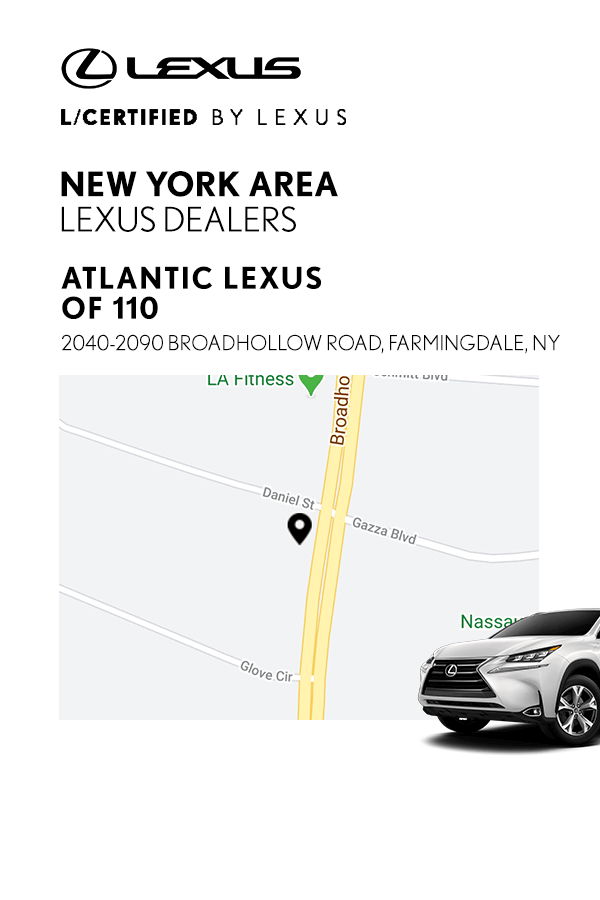 LEXUS
L/CERTIFIED BY LEXUS
NEW YORK AREA
LEXUS DEALERS
ATLANTIC LEXUS
OF 110
2040-2090 BROADHOLLOW ROAD, FARMINGDALE, NY
LA Fitness
Blvd
Broadho
Daniel St
Gazza Blvd
Nassau
Glove Cir